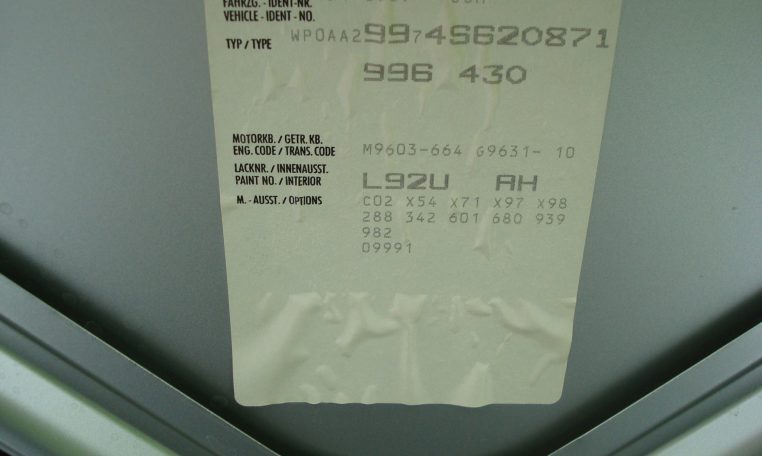 FAHRZG. - IDENT-NR.
VEHICLE - IDENT - NO.
TYP / TYPE WP0AA29974S620871
996 430
MOTORKB. / GETR. KB.
ENG. CODE / TRANS. CODE M9603-664 G9631- 10
LACKNR. / INNENAUSST.
PAINT NO. / INTERIOR L92U AH
M. - AUSST. / OPTIONS C02 X54 X71 X97 X98
288 342 601 680 939
982
09991